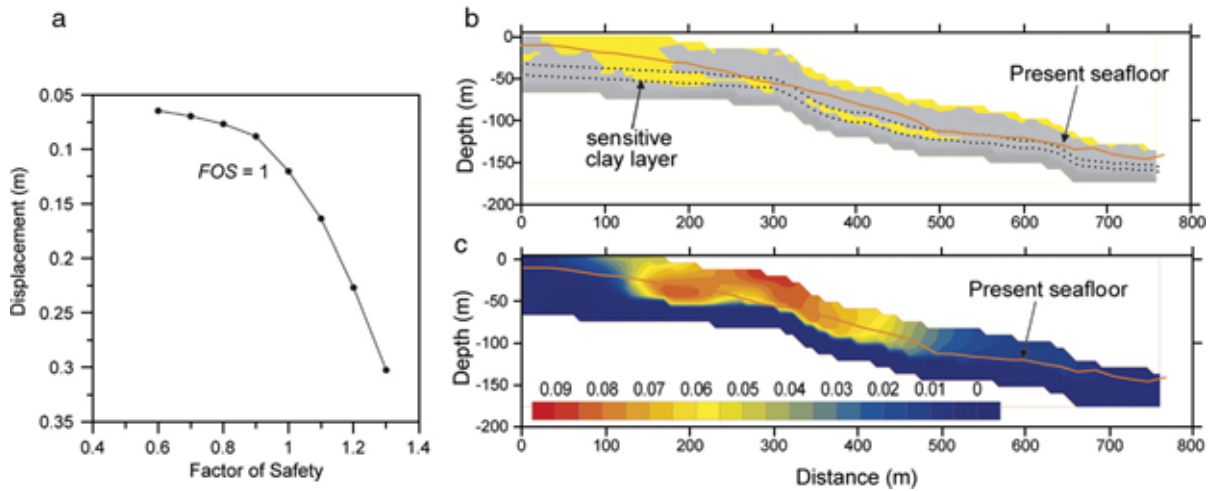 a
0.05
0.1
0.15
0.2
0.25
0.3
0.35
Displacement (m)
FOS = 1
0.4 0.6 0.8 1 1.2 1.4
Factor of Safety
b
0
-50
-100
-150
-200
Depth (m)
sensitive
clay layer
Present seafloor
0 100 200 300 400 500 600 700 800
c
0
-50
-100
-150
-200
Depth (m)
Present seafloor
0.09 0.08 0.07 0.06 0.05 0.04 0.03 0.02 0.01 0
0 100 200 300 400 500 600 700 800
Distance (m)